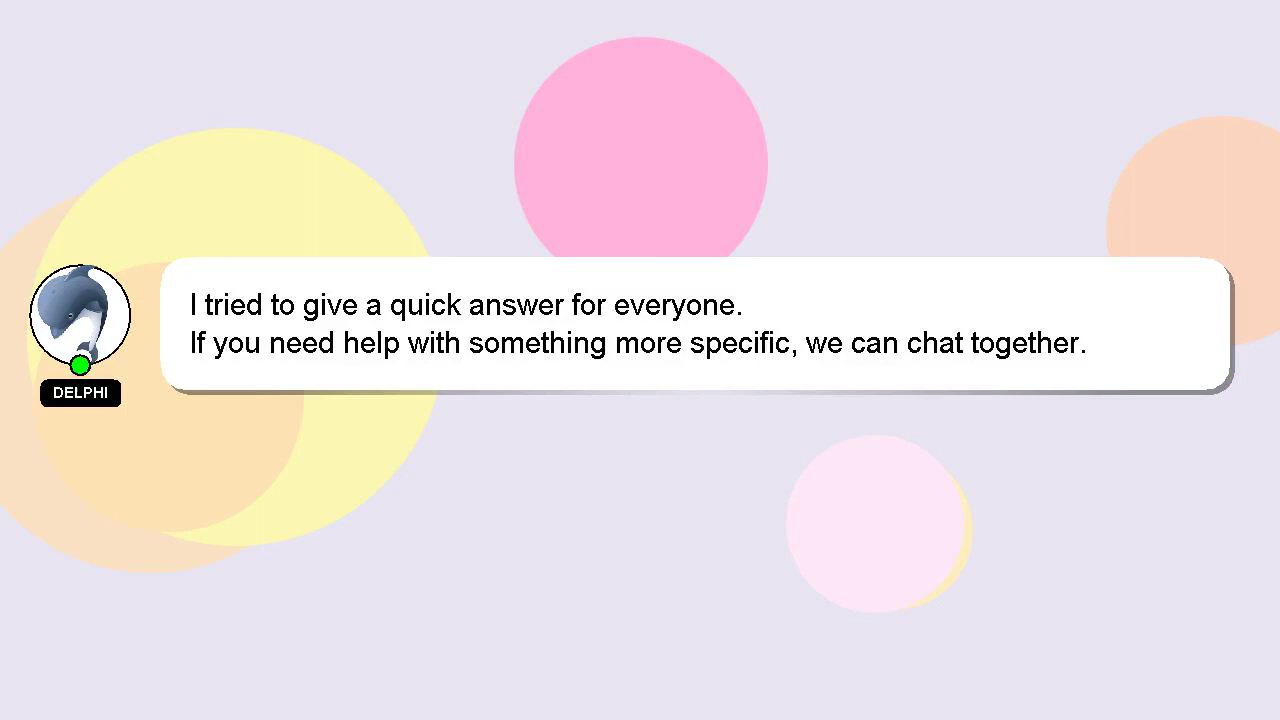 I tried to give a quick answer for everyone.
If you need help with something more specific, we can chat together.
DELPHI